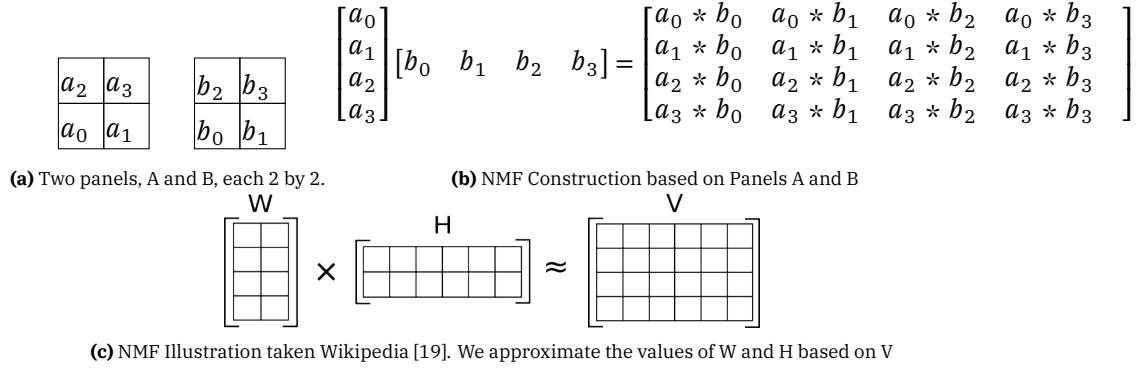 a₂ a₃
a₀ a₁
b₂ b₃
b₀ b₁
a₀
a₁
a₂
a₃
[b₀ b₁ b₂ b₃] =
a₀ * b₀ a₀ * b₁ a₀ * b₂ a₀ * b₃
a₁ * b₀ a₁ * b₁ a₁ * b₂ a₁ * b₃
a₂ * b₀ a₂ * b₁ a₂ * b₂ a₂ * b₃
a₃ * b₀ a₃ * b₁ a₃ * b₂ a₃ * b₃
(a) Two panels, A and B, each 2 by 2.
(b) NMF Construction based on Panels A and B
W
×
H
≈
V
(c) NMF Illustration taken Wikipedia [19]. We approximate the values of W and H based on V